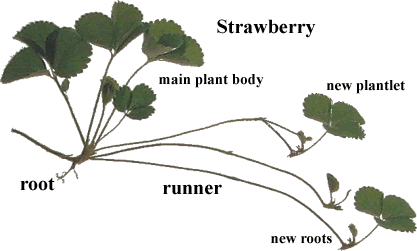 Strawberry
main plant body
new plantlet
root
runner
new roots